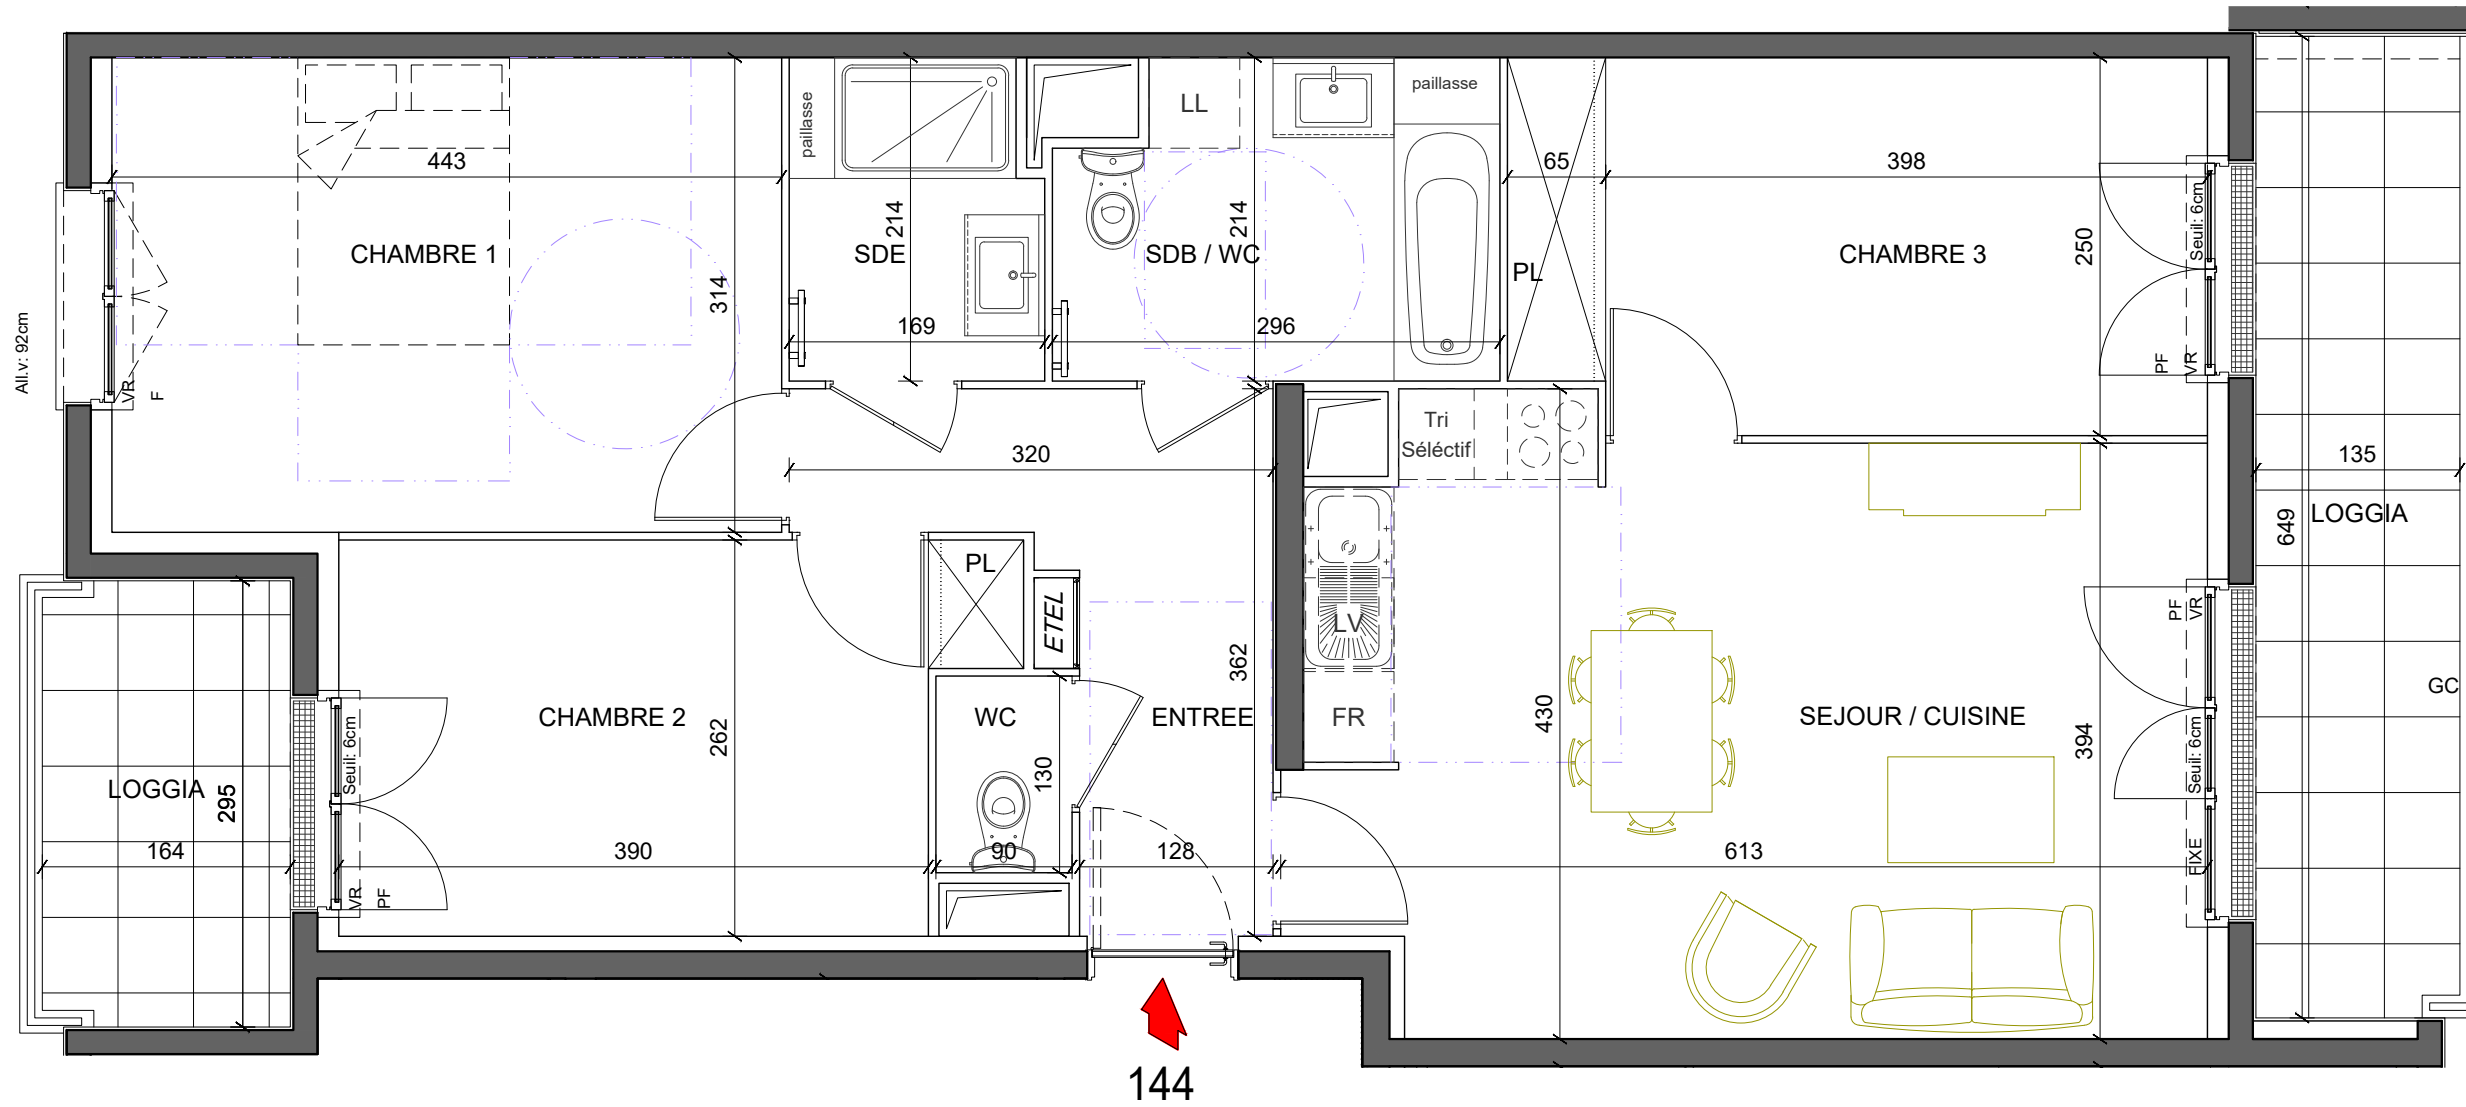 paillasse
LL
paillasse
443
65
398
214
214
Seuil: 6cm
CHAMBRE 1
SDE
SDB / WC
PL
CHAMBRE 3
250
314
169
296
All.v: 92cm
VR
F
PF
VR
Tri
Séléctif
320
135
649
LOGGIA
PL
ETEL
LV
PF
VR
362
GC
CHAMBRE 2
WC
ENTREE
FR
SEJOUR / CUISINE
262
430
394
Seuil: 6cm
Seuil: 6cm
130
LOGGIA
295
164
390
90
128
613
FIXE
VR
PF
144